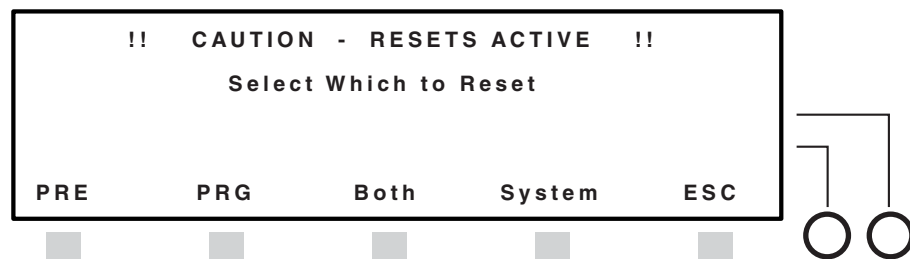 !! CAUTION - RESETS ACTIVE !!
Select Which to Reset
PRE PRG Both System ESC